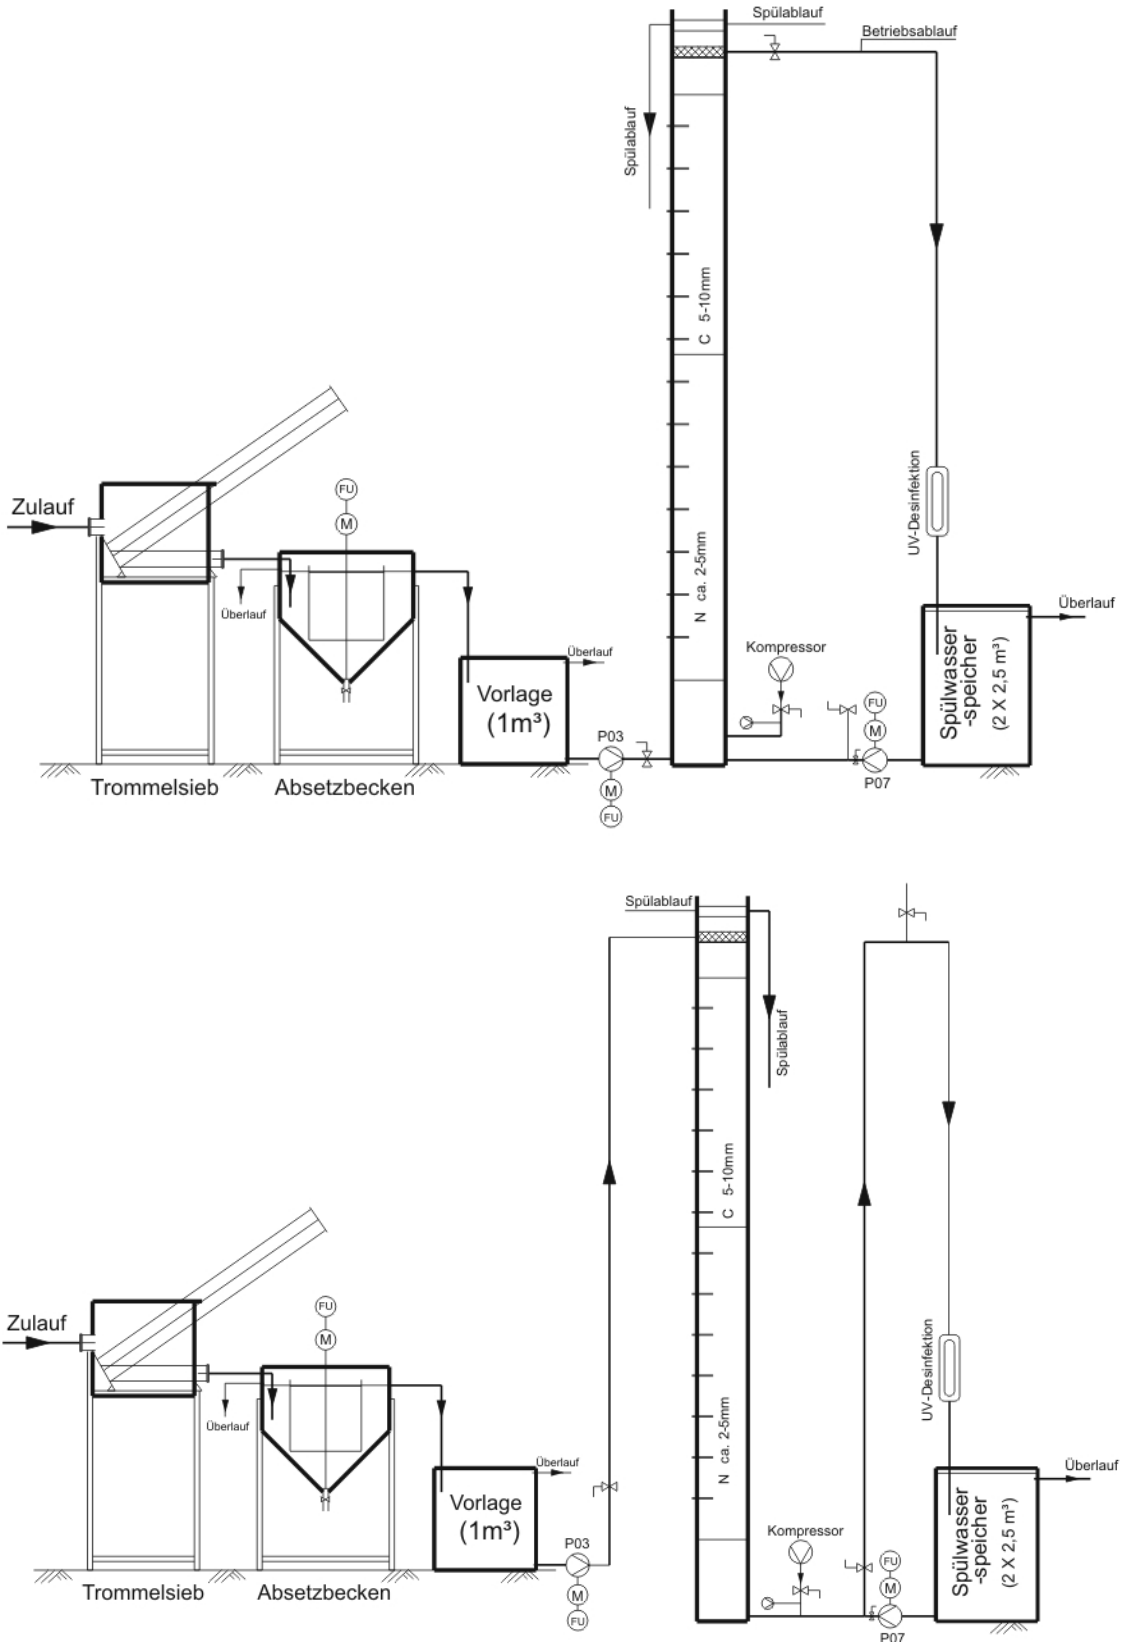 Spülablauf
Betriebsablauf
Spülablauf
C 5-10mm
Zulauf
FU
M
Überlauf
N ca. 2-5mm
UV-Desinfektion
Überlauf
Vorlage
(1m³)
Überlauf
Kompressor
Spülwasser
-speicher
(2 X 2,5 m³)
P03
M
FU
FU
M
P07
Trommelsieb
Absetzbecken
Spülablauf
Spülablauf
C 5-10mm
Zulauf
FU
M
Überlauf
N ca. 2-5mm
UV-Desinfektion
Überlauf
Vorlage
(1m³)
Überlauf
Kompressor
Spülwasser
-speicher
(2 X 2,5 m³)
P03
M
FU
FU
M
P07
Trommelsieb
Absetzbecken